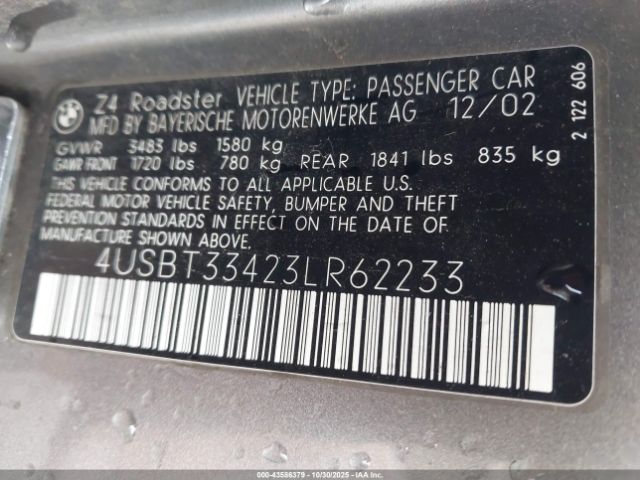 Z4 Roadster VEHICLE TYPE: PASSENGER CAR
MFD BY BAYERISCHE MOTORENWERKE AG 12/02
GVWR 3483 lbs 1580 kg
GAWR FRONT 1720 lbs 780 kg REAR 1841 lbs 835 kg
THIS VEHICLE CONFORMS TO ALL APPLICABLE U.S.
FEDERAL MOTOR VEHICLE SAFETY, BUMPER AND THEFT
PREVENTION STANDARDS IN EFFECT ON THE DATE OF
MANUFACTURE SHOWN ABOVE.
4USBT33423LR62233
2 122 606
000-43586379 | 10/30/2025 | IAAI.COM